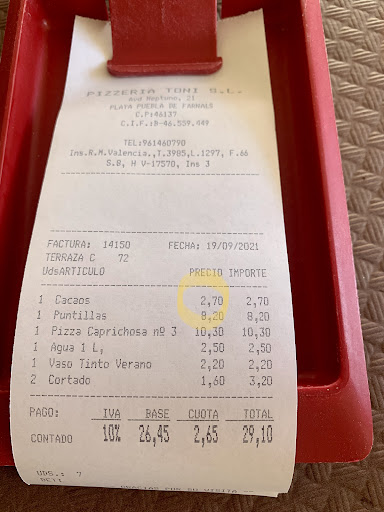 PIZZERIA TONI S.L.
Avd Neptuno, 21
PLAYA PUEBLA DE FARNALS
C.P:46137
C.I.F.:B-46.559.449
TEL:961460790
Ins.R.M.Valencia.,T.3985,L.1297, F.66
S.8, H V-17570, Ins 3
FACTURA: 14150 FECHA: 19/09/2021
TERRAZA C 72
UdsARTICULO PRECIO IMPORTE
1 Cacaos 2,70 2,70
1 Puntillas 8,20 8,20
1 Pizza Caprichosa nº 3 10,30 10,30
1 Agua 1 L, 2,50 2,50
1 Vaso Tinto Verano 2,20 2,20
2 Cortado 1,60 3,20
PAGO: IVA BASE CUOTA TOTAL
CONTADO 10% 26,45 2,65 29,10
UDS.: 7